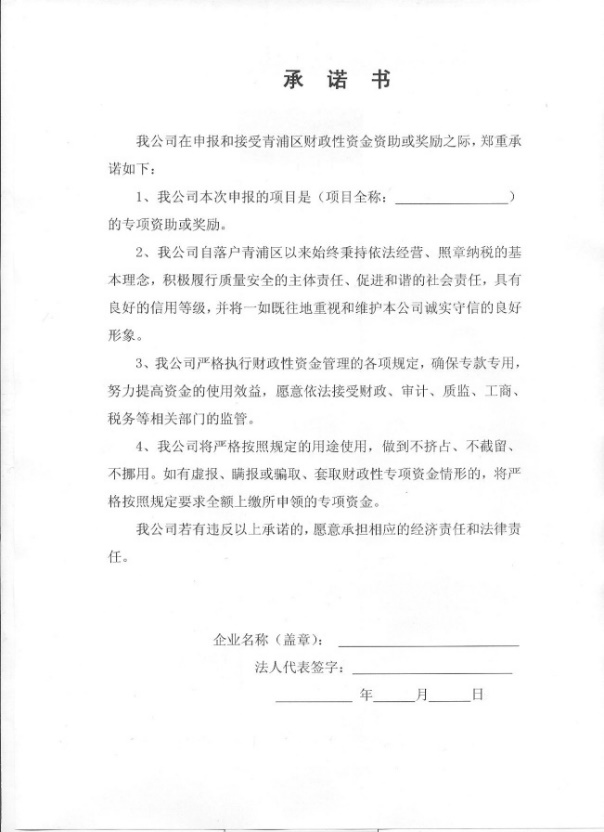 承 诺 书
我公司在申报和接受青浦区财政性资金资助或奖励之际，郑重承
诺如下：
1、我公司本次申报的项目是（项目全称：______________）
的专项资助或奖励。
2、我公司自落户青浦区以来始终秉持依法经营、照章纳税的基
本理念，积极履行质量安全的主体责任、促进和谐的社会责任，具有
良好的信用等级，并将一如既往地重视和维护本公司诚实守信的良好
形象。
3、我公司严格执行财政性资金管理的各项规定，确保专款专用，
努力提高资金的使用效益，愿意依法接受财政、审计、质监、工商、
税务等相关部门的监管。
4、我公司将严格按照规定的用途使用，做到不挤占、不截留、
不挪用。如有虚报、瞒报或骗取、套取财政性专项资金情形的，将严
格按照规定要求全额上缴所申领的专项资金。
我公司若有违反以上承诺的，愿意承担相应的经济责任和法律责
任。
企业名称（盖章）： ______________________
法人代表签字：____________________
__________ 年_____月_____日